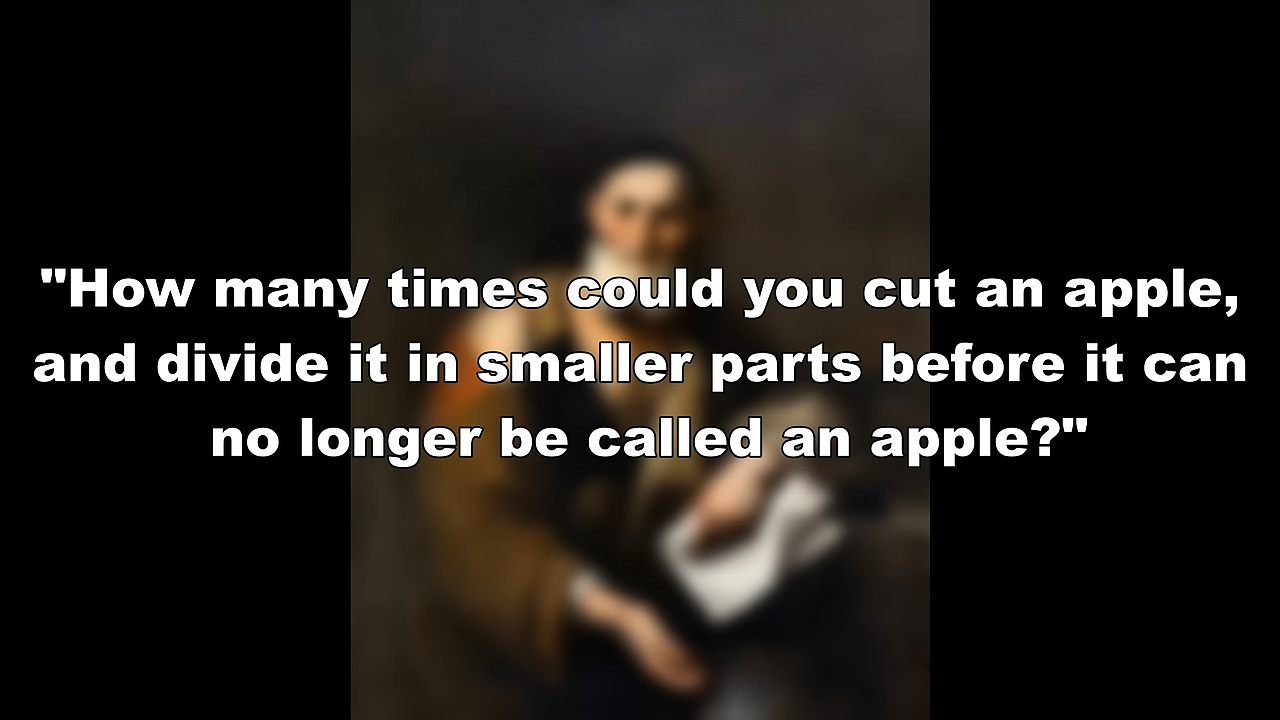 "How many times could you cut an apple,
and divide it in smaller parts before it can
no longer be called an apple?"